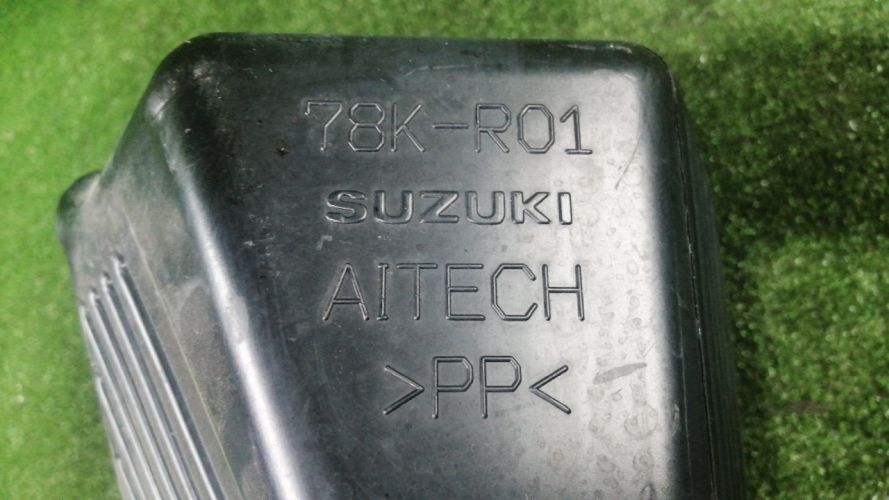 78K-R01
SUZUKI
AITECH
>PP<